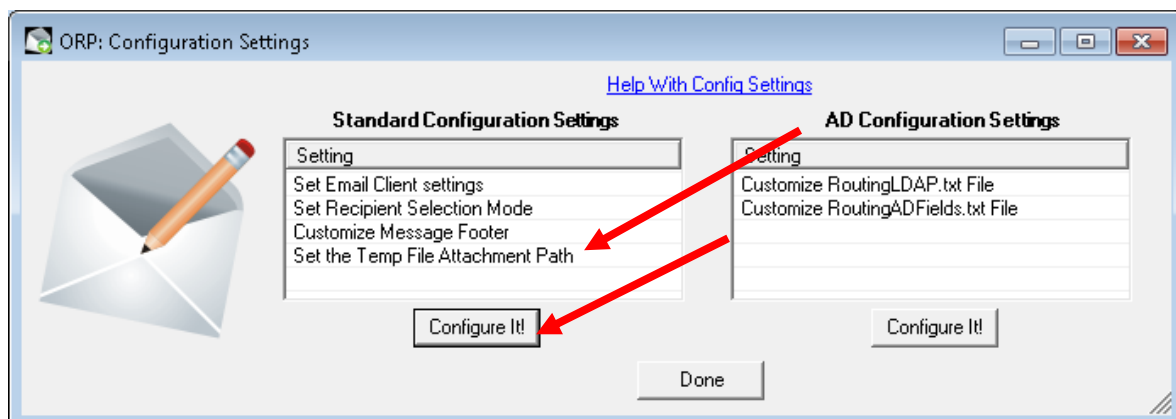 ORP: Configuration Settings
Help With Config Settings
Standard Configuration Settings
Setting
Set Email Client settings
Set Recipient Selection Mode
Customize Message Footer
Set the Temp File Attachment Path
Configure It!
AD Configuration Settings
Setting
Customize RoutingLDAP.txt File
Customize RoutingADFields.txt File
Configure It!
Done